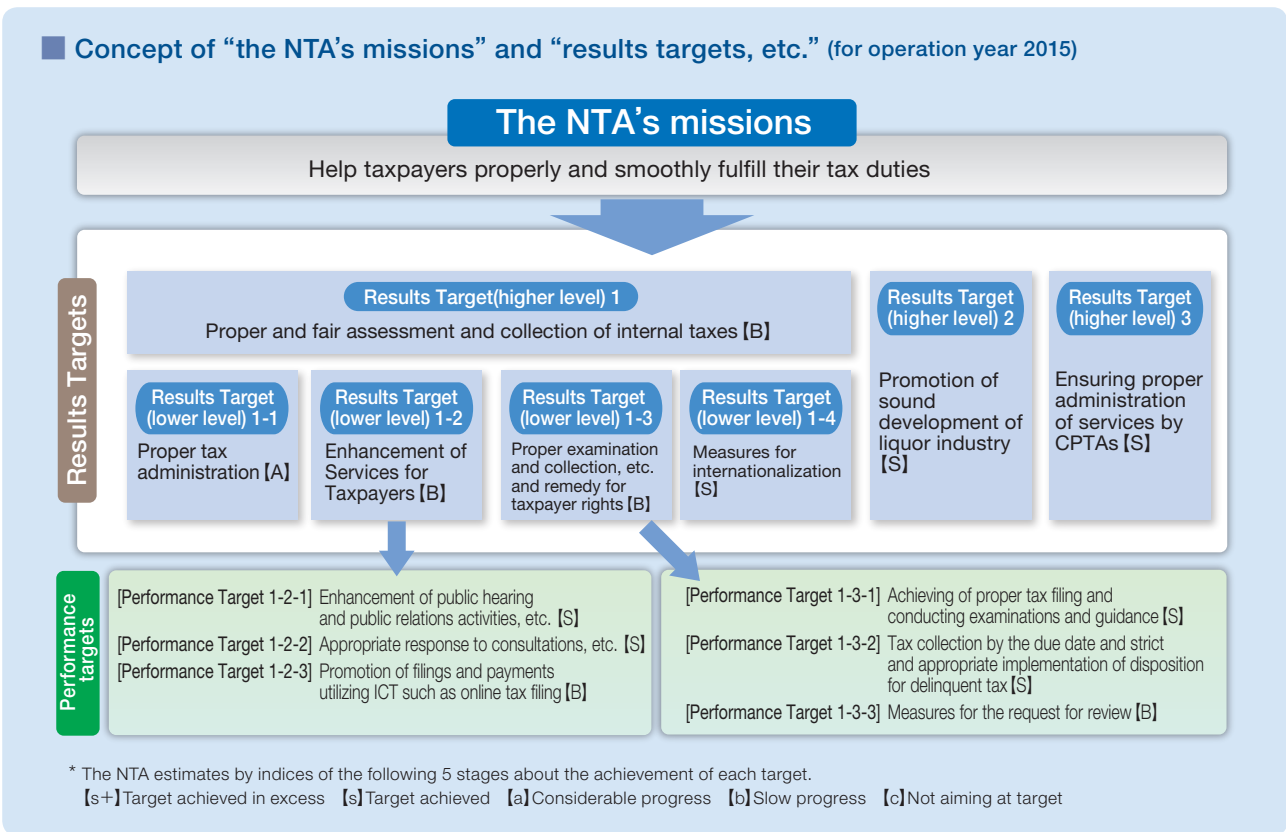 Concept of “the NTA’s missions” and “results targets, etc.” (for operation year 2015)
The NTA’s missions
Help taxpayers properly and smoothly fulfill their tax duties
Results Targets
Results Target(higher level) 1
Proper and fair assessment and collection of internal taxes【B】
Results Target
(lower level) 1-1
Proper tax
administration【A】
Results Target
(lower level) 1-2
Enhancement of
Services for
Taxpayers【B】
Results Target
(lower level) 1-3
Proper examination
and collection, etc.
and remedy for
taxpayer rights【B】
Results Target
(lower level) 1-4
Measures for
internationalization
【S】
Results Target
(higher level) 2
Promotion of
sound
development of
liquor industry
【S】
Results Target
(higher level) 3
Ensuring proper
administration
of services by
CPTAs【S】
Performance
targets
[Performance Target 1-2-1] Enhancement of public hearing
and public relations activities, etc.【S】
[Performance Target 1-2-2] Appropriate response to consultations, etc.【S】
[Performance Target 1-2-3] Promotion of filings and payments
utilizing ICT such as online tax filing【B】
[Performance Target 1-3-1] Achieving of proper tax filing and
conducting examinations and guidance【S】
[Performance Target 1-3-2] Tax collection by the due date and strict
and appropriate implementation of disposition
for delinquent tax【S】
[Performance Target 1-3-3] Measures for the request for review【B】
* The NTA estimates by indices of the following 5 stages about the achievement of each target.
【s+】Target achieved in excess 【s】Target achieved 【a】Considerable progress 【b】Slow progress 【c】Not aiming at target